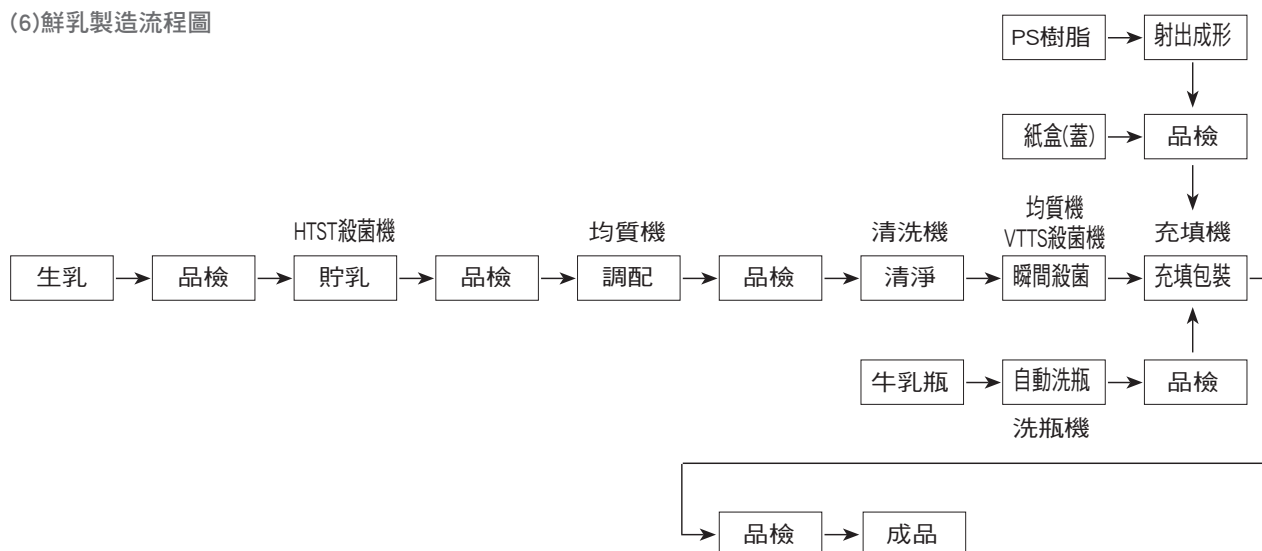 (6)鮮乳製造流程圖
PS樹脂
射出成形
紙盒(蓋)
品檢
HTST殺菌機
均質機
清洗機
均質機
VTTS殺菌機
充填機
生乳
品檢
貯乳
品檢
調配
品檢
清淨
瞬間殺菌
充填包裝
牛乳瓶
自動洗瓶
品檢
洗瓶機
品檢
成品